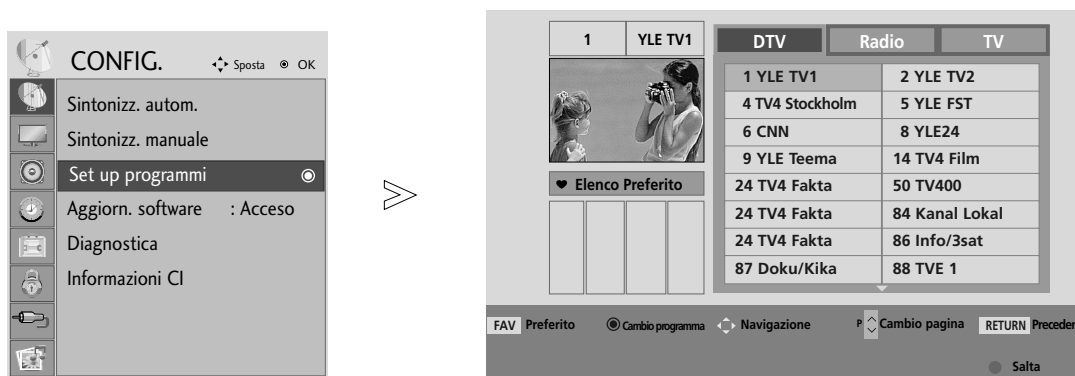 CONFIG. Sposta OK
Sintonizz. autom.
Sintonizz. manuale
Set up programmi
Aggiorn. software : Acceso
Diagnostica
Informazioni CI
1 YLE TV1
Elenco Preferito
DTV Radio TV
1 YLE TV1 2 YLE TV2
4 TV4 Stockholm 5 YLE FST
6 CNN 8 YLE24
9 YLE Teema 14 TV4 Film
24 TV4 Fakta 50 TV400
24 TV4 Fakta 84 Kanal Lokal
24 TV4 Fakta 86 Info/3sat
87 Doku/Kika 88 TVE 1
FAV Preferito Cambio programma Navigazione P Cambio pagina RETURN Preceden
Salta